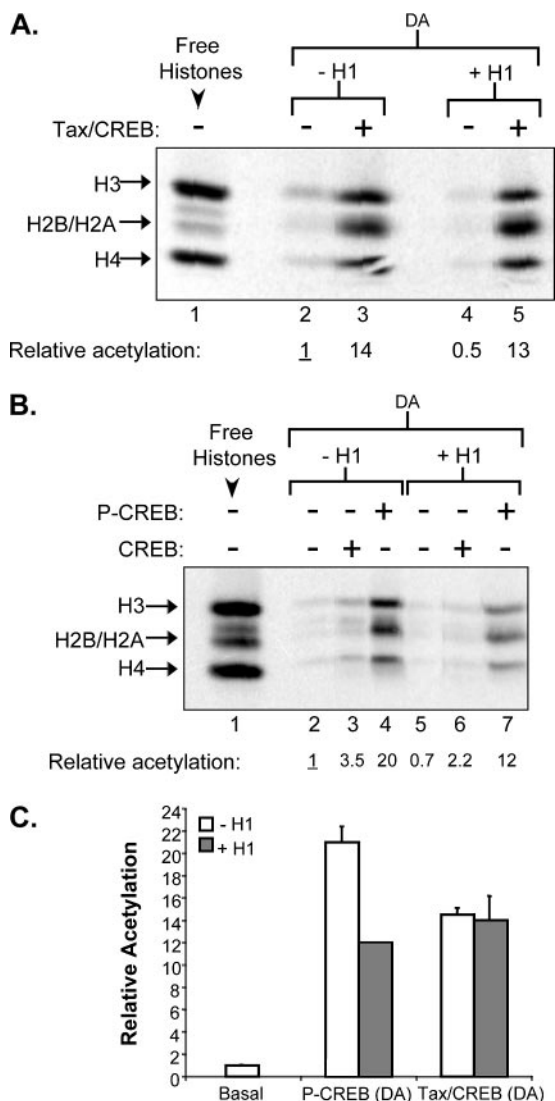 A.
DA
Free
Histones
- H1
+ H1
Tax/CREB: - - + - +
H3
H2B/H2A
H4
1 2 3 4 5
Relative acetylation: 1 14 0.5 13
B.
DA
Free
Histones
- H1
+ H1
P-CREB: - - - + - - +
CREB: - - + - - + -
H3
H2B/H2A
H4
1 2 3 4 5 6 7
Relative acetylation: 1 3.5 20 0.7 2.2 12
C.
Relative Acetylation
24
22
20
18
16
14
12
10
8
6
4
2
0
- H1
+ H1
Basal P-CREB (DA) Tax/CREB (DA)